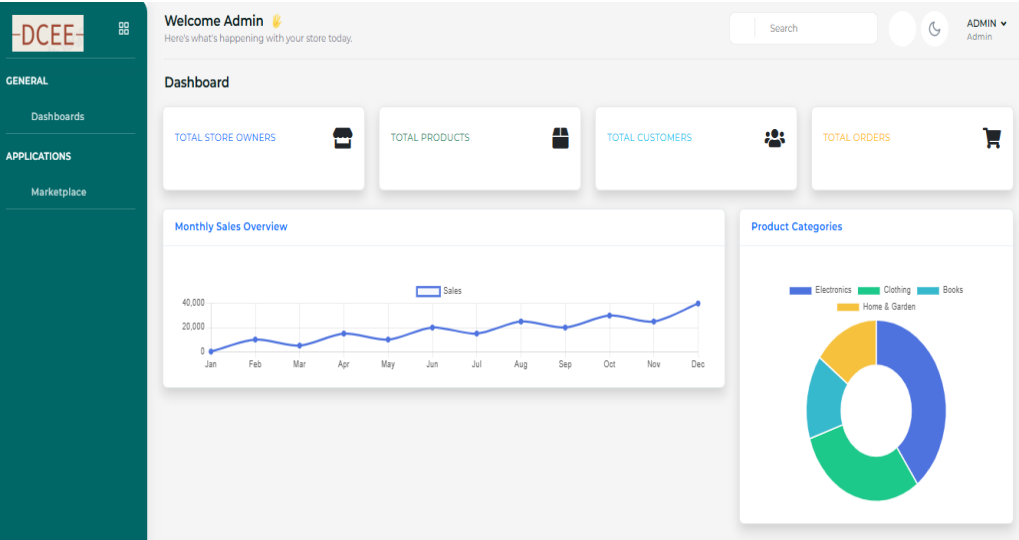 -DCEE-
GENERAL
Dashboards
APPLICATIONS
Marketplace
Welcome Admin 🖐
Here's what's happening with your store today.
Search
ADMIN
Admin
Dashboard
TOTAL STORE OWNERS
TOTAL PRODUCTS
TOTAL CUSTOMERS
TOTAL ORDERS
Monthly Sales Overview
Sales
40,000
20,000
0
Jan Feb Mar Apr May Jun Jul Aug Sep Oct Nov Dec
Product Categories
Electronics Clothing Books
Home & Garden